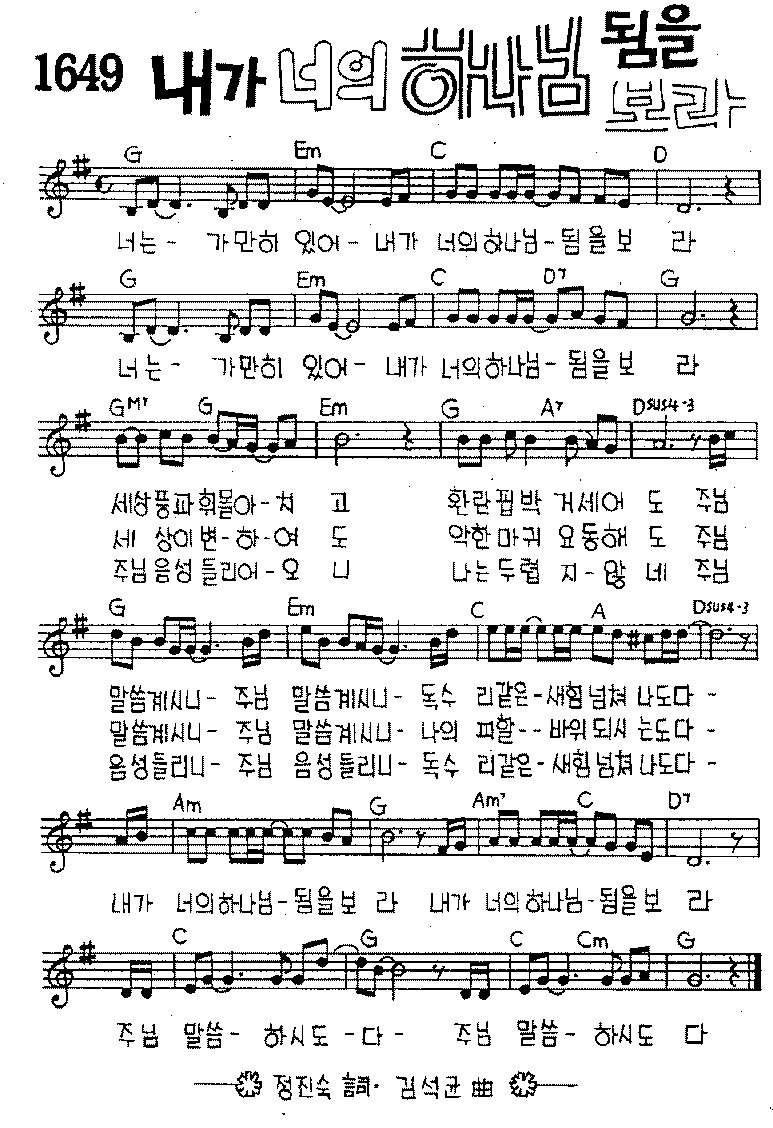 1649 내가 너의 하나님 됨을 보라
G Em C D
너는- 가만히 있어- 내가 너의하나님-됨을보 라
G Em C D7 G
너는- 가만히 있어- 내가 너의하나님-됨을보 라
GM7 G Em G A7 Dsus4-3
세상풍파휘몰아-쳐 고 환란핍박 거세어 도 주님
세 상이변-하-여 도 악한마귀 요동해 도 주님
주님음성들리어-오 니 나는두렵 지-않 네 주님
G Em C A Dsus4-3
말씀계시니- 주님 말씀계시니- 독수 리같은-새힘넘쳐 나도다 -
말씀계시니- 주님 말씀계시니- 나의 피할--바위되시 는도다 -
음성들리니- 주님 음성들리니- 독수 리같은-새힘넘쳐나도다 -
Am G Am7 C D7
내가 너의하나님-됨을보 라 내가 너의하나님-됨을보 라
C G C Cm G
주님 말씀- 하시도-다- 주님 말씀- 하시도 다
정진숙 詞· 김석균 曲